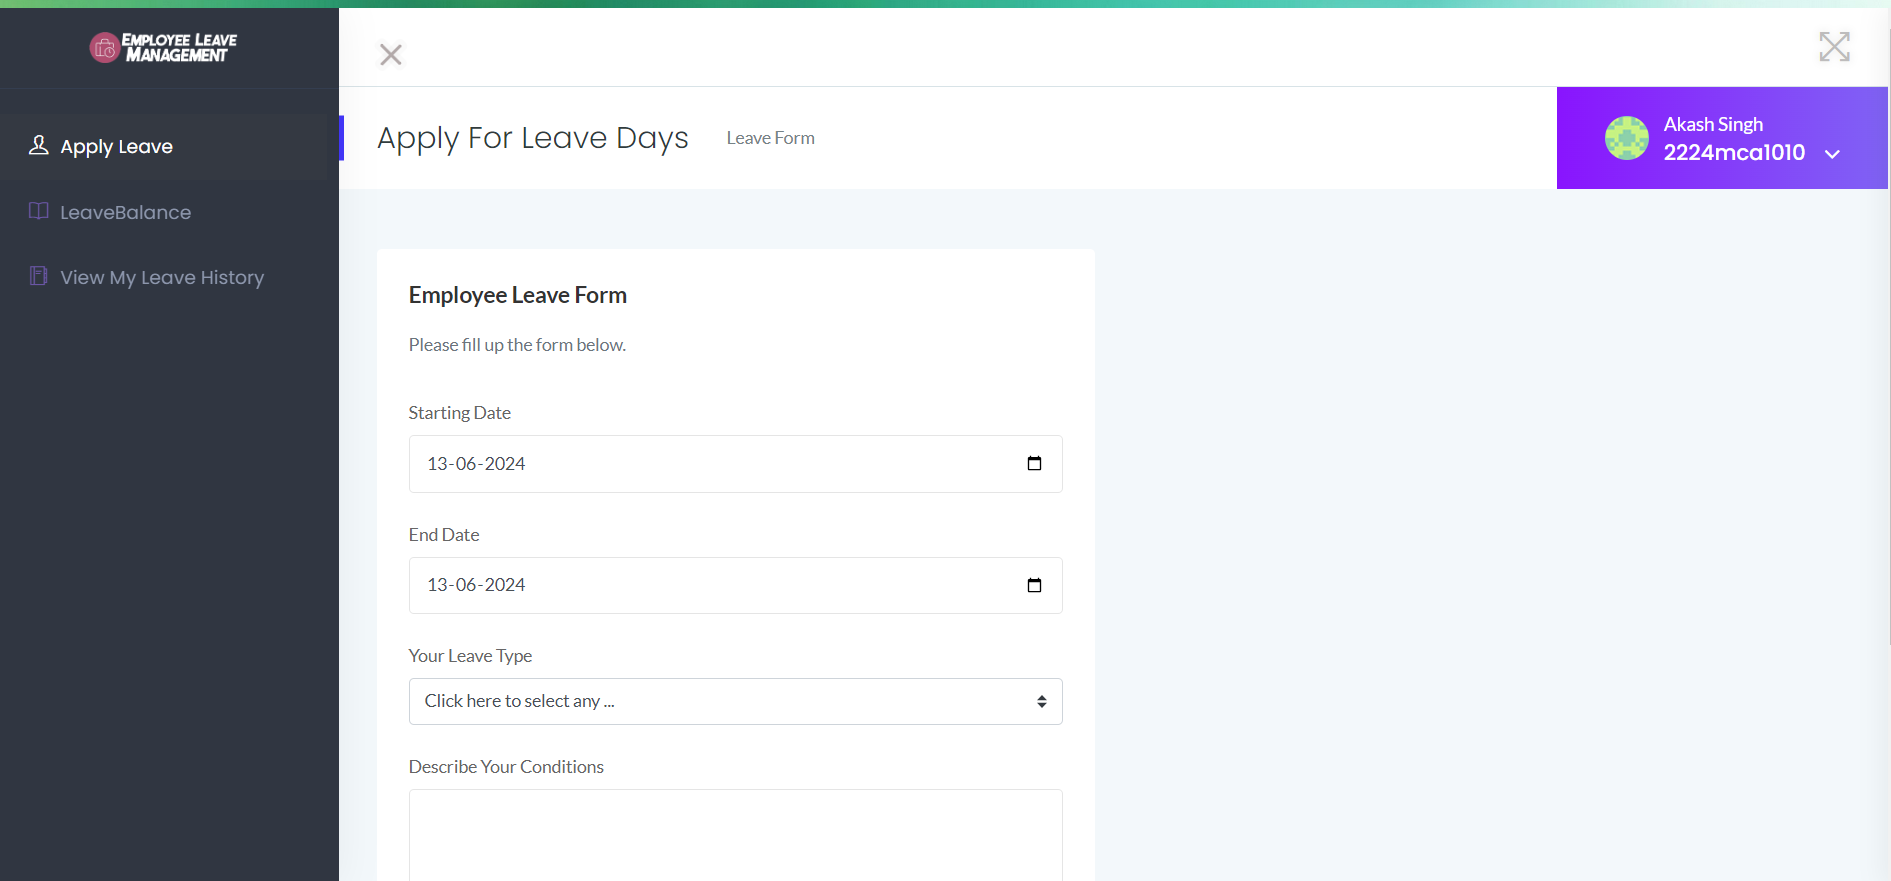 EMPLOYEE LEAVE
MANAGEMENT
Apply Leave
LeaveBalance
View My Leave History
Apply For Leave Days
Leave Form
Akash Singh
2224mca1010
Employee Leave Form
Please fill up the form below.
Starting Date
13-06-2024
End Date
13-06-2024
Your Leave Type
Click here to select any ...
Describe Your Conditions